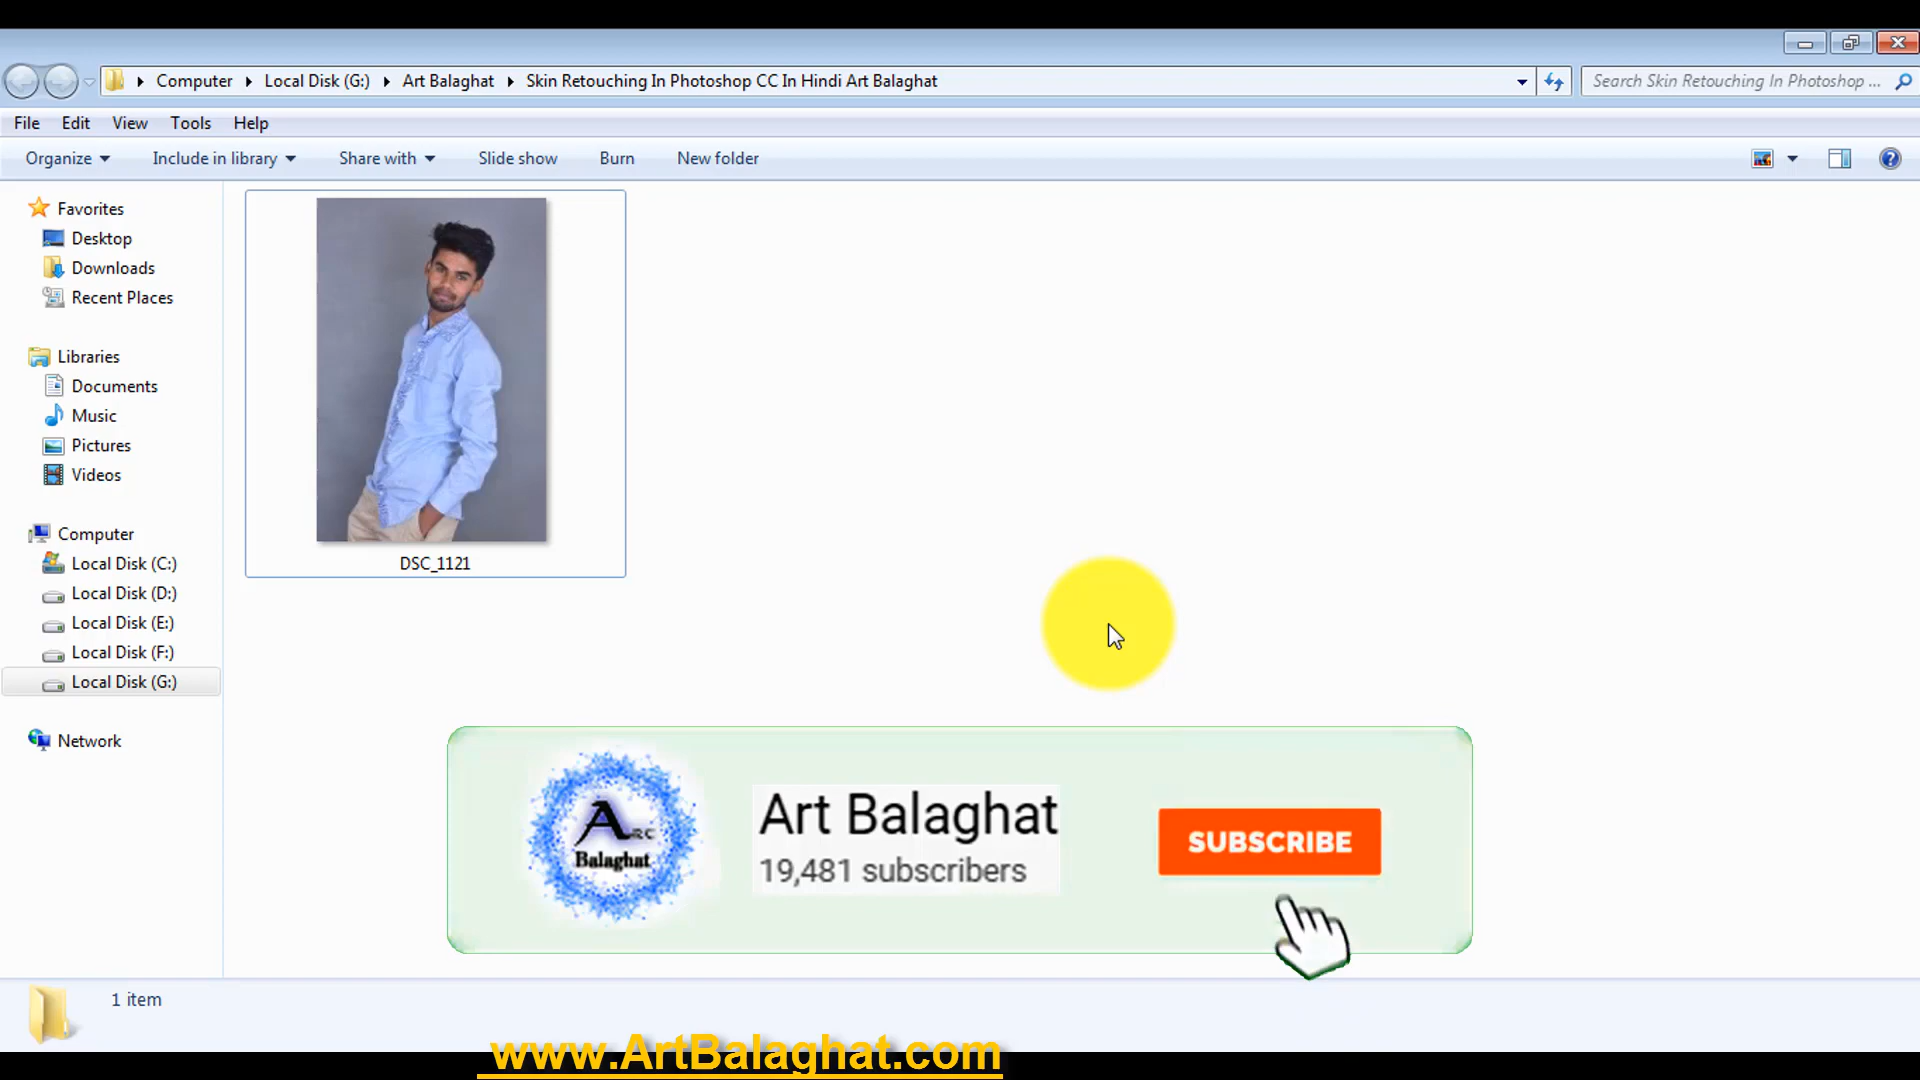 Computer Local Disk (G:) Art Balaghat Skin Retouching In Photoshop CC In Hindi Art Balaghat
Search Skin Retouching In Photoshop ...
File Edit View Tools Help
Organize Include in library Share with Slide show Burn New folder
Favorites
Desktop
Downloads
Recent Places
Libraries
Documents
Music
Pictures
Videos
Computer
Local Disk (C:)
Local Disk (D:)
Local Disk (E:)
Local Disk (F:)
Local Disk (G:)
Network
DSC_1121
ARC
Balaghat
Art Balaghat
19,481 subscribers
SUBSCRIBE
1 item
www.ArtBalaghat.com